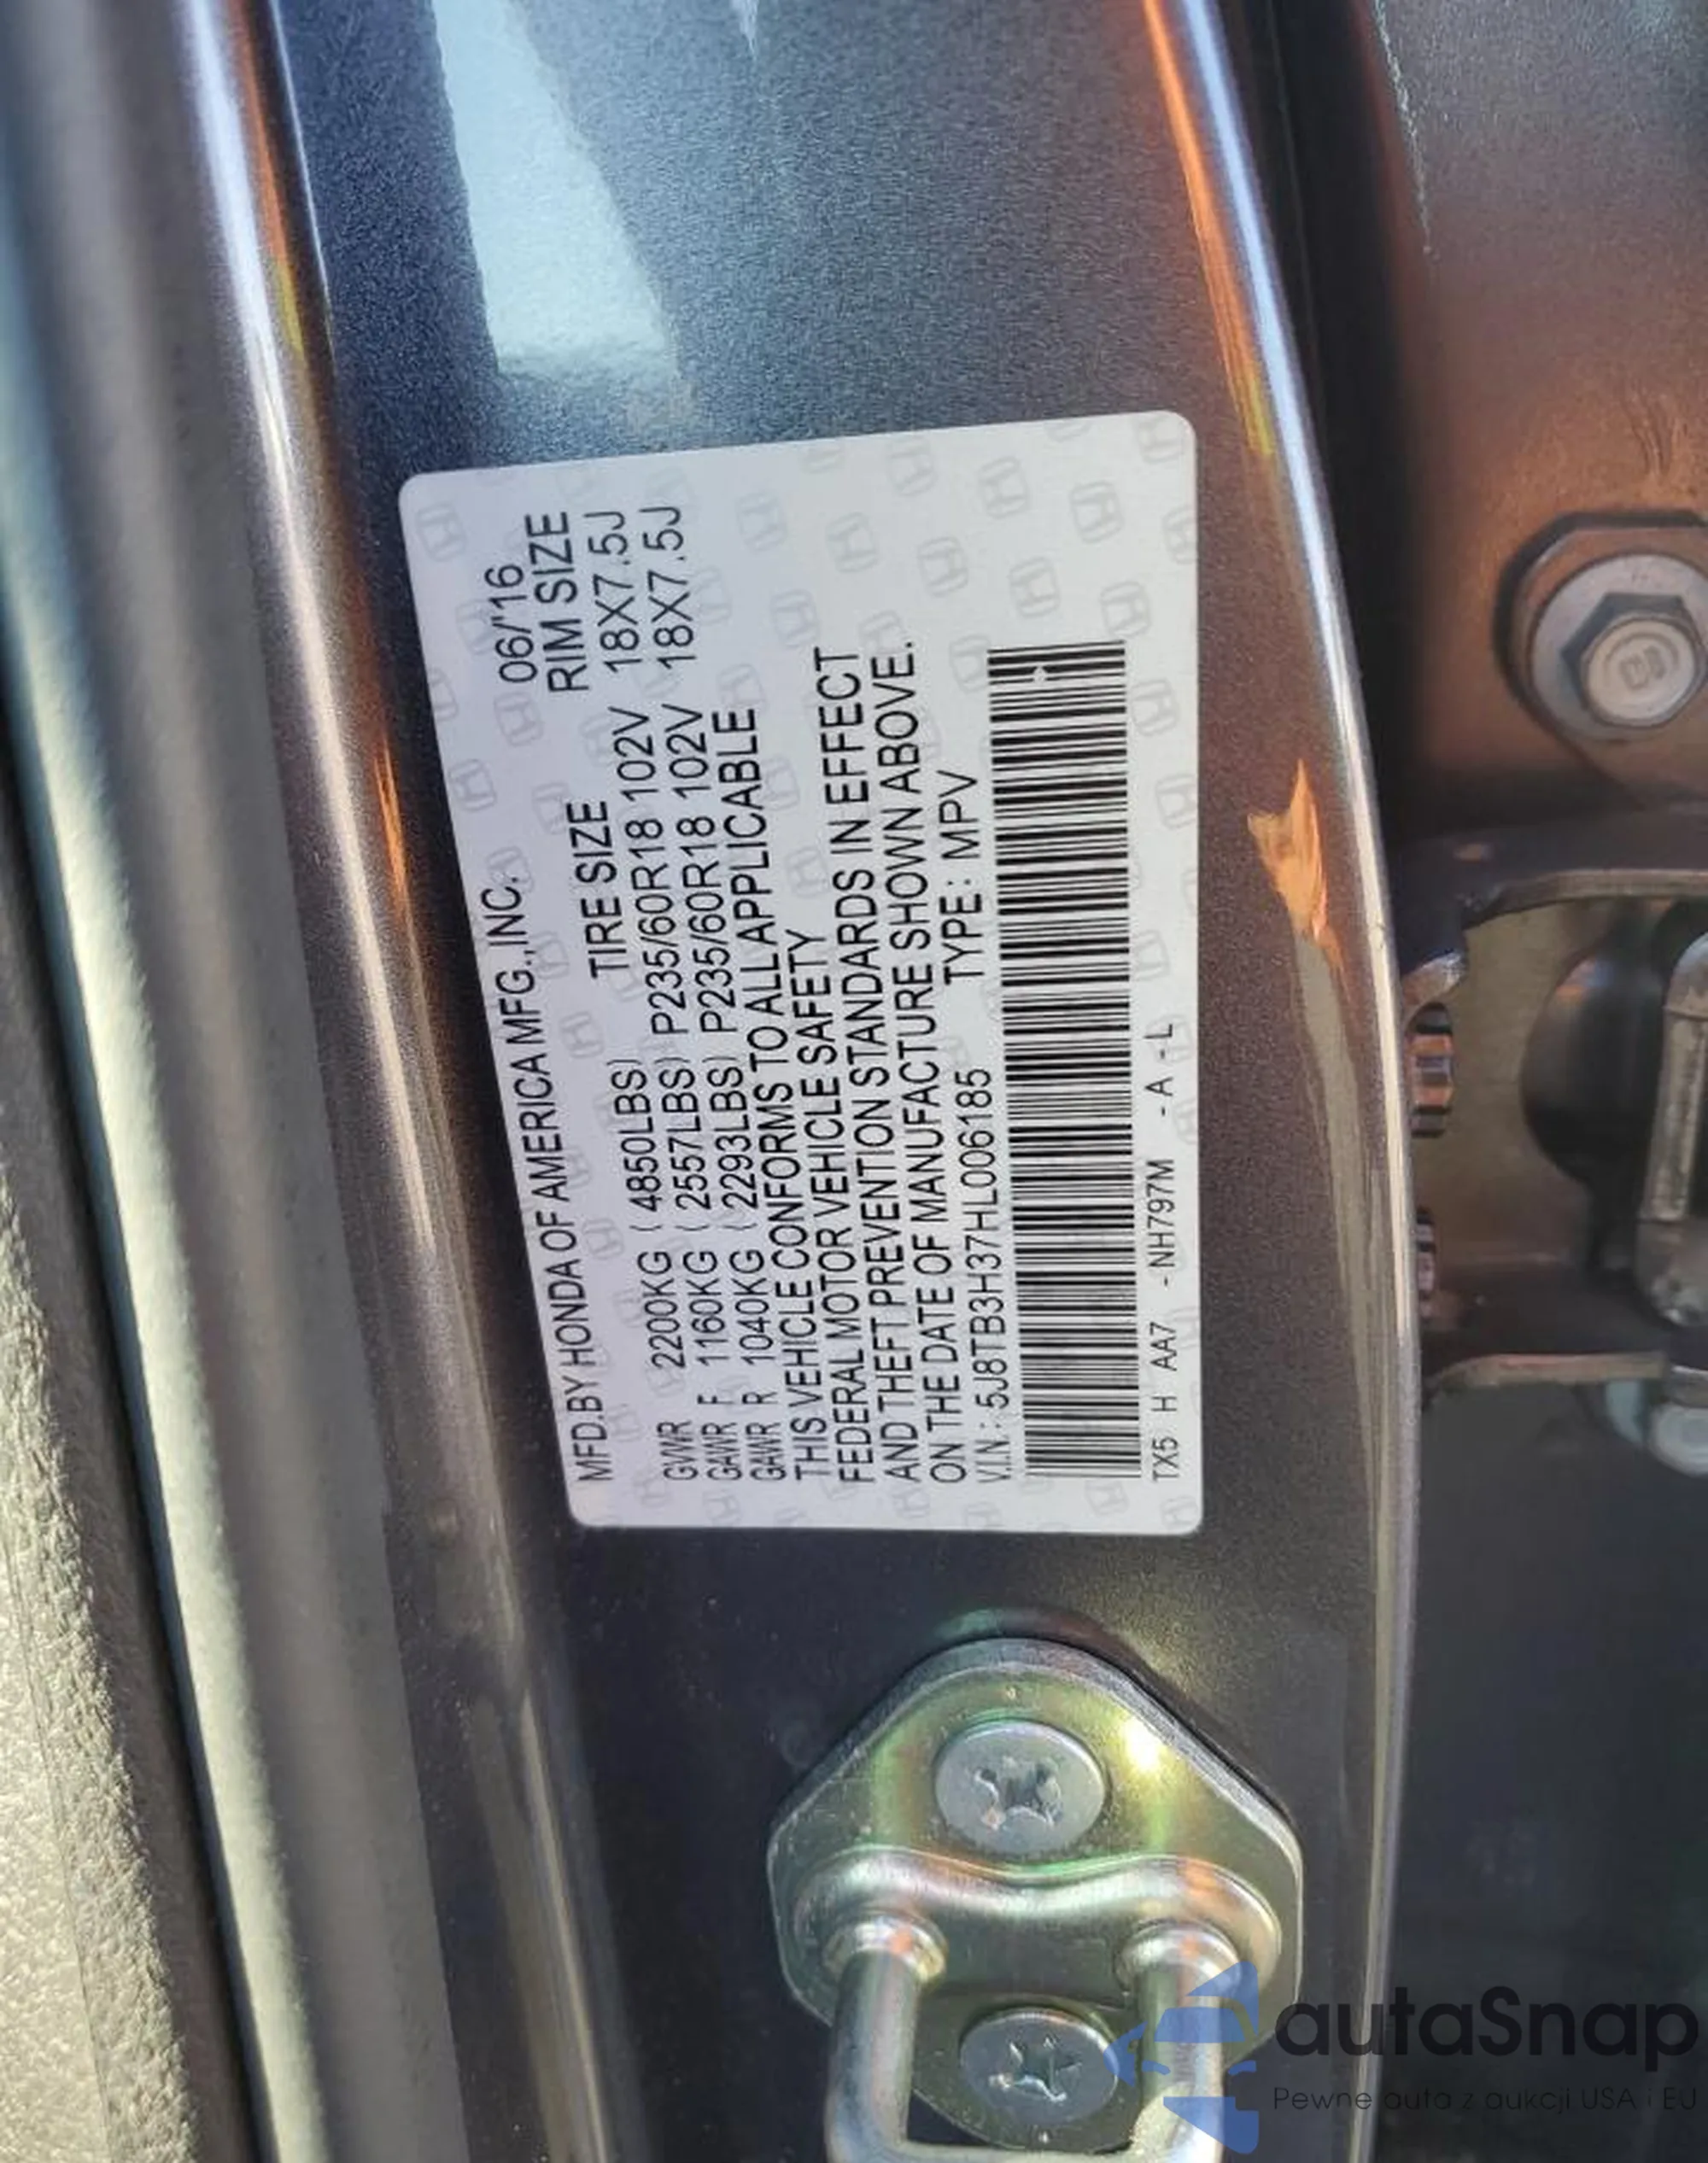 MFD.BY HONDA OF AMERICA MFG.,INC. 06/'16
TIRE SIZE RIM SIZE
GVWR 2200KG ( 4850LBS) P235/60R18 102V 18X7.5J
GAWR F 1160KG ( 2557LBS) P235/60R18 102V 18X7.5J
GAWR R 1040KG ( 2293LBS)
THIS VEHICLE CONFORMS TO ALL APPLICABLE
FEDERAL MOTOR VEHICLE SAFETY
AND THEFT PREVENTION STANDARDS IN EFFECT
ON THE DATE OF MANUFACTURE SHOWN ABOVE.
V.I.N.: 5J8TB3H37HL006185 TYPE: MPV
TX5 H AA7 -NH797M -A-L
autaSnap
Pewne auta z aukcji USA i EU